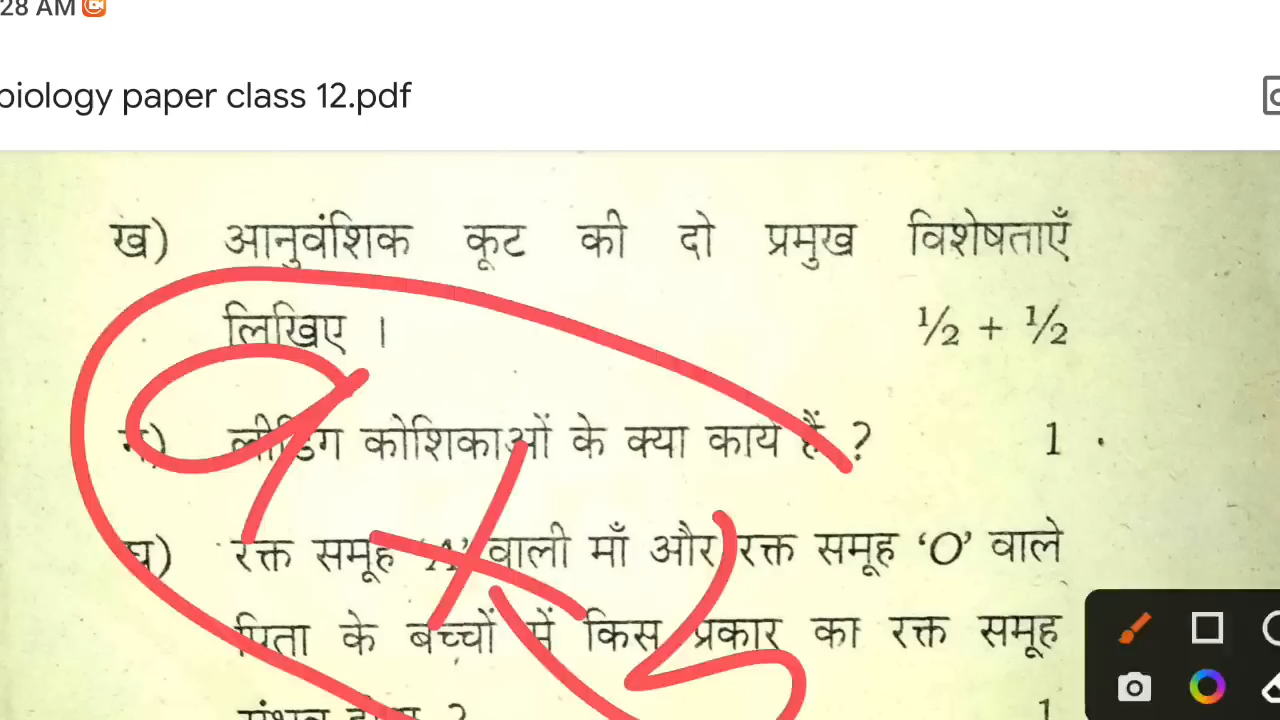 28 AM
biology paper class 12.pdf
ख) आनुवंशिक कूट की दो प्रमुख विशेषताएँ
लिखिए । ½ + ½
ग) लीडिग कोशिकाओं के क्या कार्य हैं ? 1
घ) रक्त समूह ‘A’ वाली माँ और रक्त समूह ‘O’ वाले
पिता के बच्चों में किस प्रकार का रक्त समूह
संभव होगा ? 1